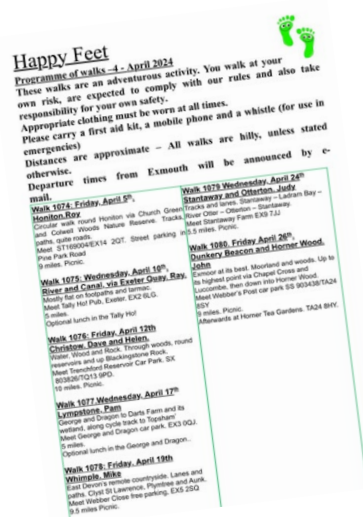 Happy Feet
Programme of walks –4 - April 2024
These walks are an adventurous activity. You walk at your
own risk, are expected to comply with our rules and also take
responsibility for your own safety.
Appropriate clothing must be worn at all times.
Please carry a first aid kit, a mobile phone and a whistle (for use in
emergencies)
Distances are approximate – All walks are hilly, unless stated
otherwise.
Departure times from Exmouth will be announced by e-
mail.
Walk 1074: Friday, April 5th,
Honiton.Roy
Circular walk round Honiton via Church Green
and Colwell Woods Nature Reserve. Tracks,
paths, quite roads.
Meet ST169004/EX14 2QT. Street parking in
Pine Park Road
9 miles. Picnic.
Walk 1075: Wednesday, April 10th,
River and Canal, via Exeter Quay, Ray.
Mostly flat on footpaths and tarmac.
Meet Tally Ho! Pub, Exeter, EX2 6LG.
5 miles.
Optional lunch in the Tally Ho!
Walk 1076: Friday, April 12th
Christow, Dave and Helen,
Water, Wood and Rock. Through woods, round
reservoirs and up Blackingstone Rock.
Meet Trenchford Reservoir Car Park. SX
803826/TQ13 9PD.
10 miles. Picnic.
Walk 1077.Wednesday, April 17th
Lympstone, Pam
George and Dragon to Darts Farm and its
wetland, along cycle track to Topsham'
Meet George and Dragon car park. EX3 0QJ.
5 miles.
Optional lunch in the George and Dragon..
Walk 1078: Friday, April 19th
Whimple, Mike
East Devon's remote countryside. Lanes and
paths. Clyst St Lawrence, Plymtree and Aunk.
Meet Webber Close free parking, EX5 2SQ
9.5 miles Picnic.
Walk 1079 Wednesday, April 24th
Stantaway and Otterton. Judy
Tracks and lanes. Stantaway – Ladram Bay –
River Otter – Otterton – Stantaway.
Meet Stantaway Farm EX9 7JJ
5.5 miles. Picnic.
Walk 1080. Friday, April 26th,
Dunkery Beacon and Horner Wood.
John
Exmoor at its best. Moorland and woods. Up to
its highest point via Chapel Cross and
Luccombe, then down into Horner Wood.
Meet Webber's Post car park SS 903438/TA24
8SY
9 miles. Picnic.
Afterwards at Horner Tea Gardens. TA24 8HY.